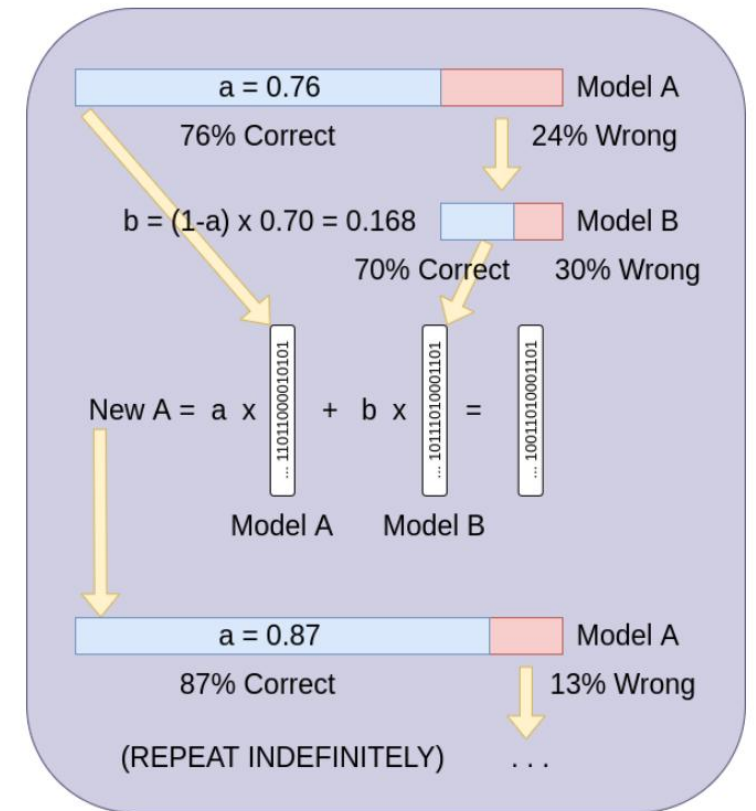 a = 0.76 Model A
76% Correct 24% Wrong
b = (1-a) x 0.70 = 0.168 Model B
70% Correct 30% Wrong
... 11011000010101
... 10111010001101
... 10011010001101
New A = a x + b x =
Model A Model B
a = 0.87 Model A
87% Correct 13% Wrong
(REPEAT INDEFINITELY) . . .